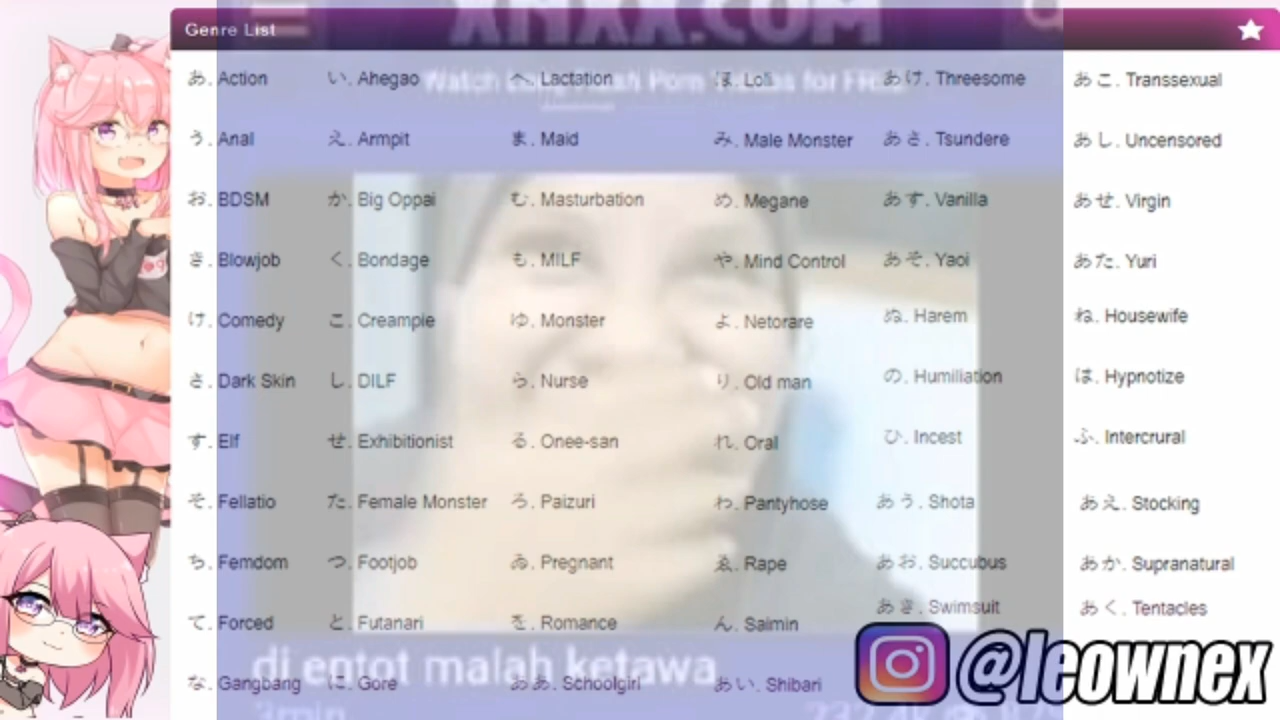 XNXX.COM
Genre List
あ. Action い. Ahegao へ. Lactation ほ. Loli あけ. Threesome あこ. Transsexual
Watch Porn Videos for FREE
う. Anal え. Armpit ま. Maid み. Male Monster あさ. Tsundere あし. Uncensored
お. BDSM か. Big Oppai む. Masturbation め. Megane あす. Vanilla あせ. Virgin
き. Blowjob く. Bondage も. MILF や. Mind Control あそ. Yaoi あた. Yuri
け. Comedy こ. Creampie ゆ. Monster よ. Netorare ぬ. Harem ね. Housewife
さ. Dark Skin し. DILF ら. Nurse り. Old man の. Humiliation は. Hypnotize
す. Elf せ. Exhibitionist る. Onee-san れ. Oral ひ. Incest ふ. Intercrural
そ. Fellatio た. Female Monster ろ. Paizuri わ. Pantyhose あう. Shota あえ. Stocking
ち. Femdom つ. Footjob ゐ. Pregnant ゑ. Rape あお. Succubus あか. Supranatural
て. Forced と. Futanari を. Romance ん. Saimin あき. Swimsuit あく. Tentacles
di entot malah ketawa
な. Gangbang に. Gore ああ. Schoolgirl あい. Shibari
@leownex
3min